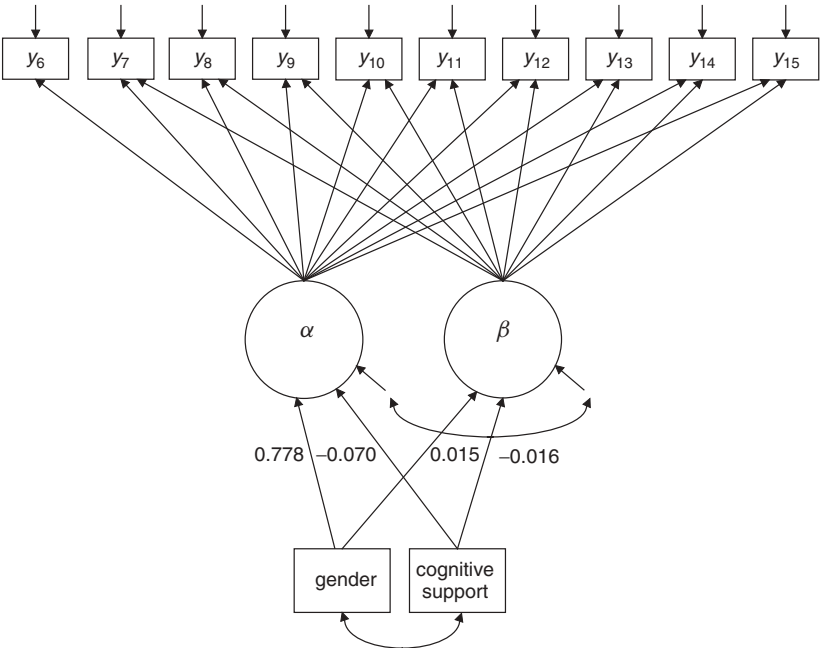 y6 y7 y8 y9 y10 y11 y12 y13 y14 y15
α β
0.778 –0.070 0.015 –0.016
gender
cognitive
support